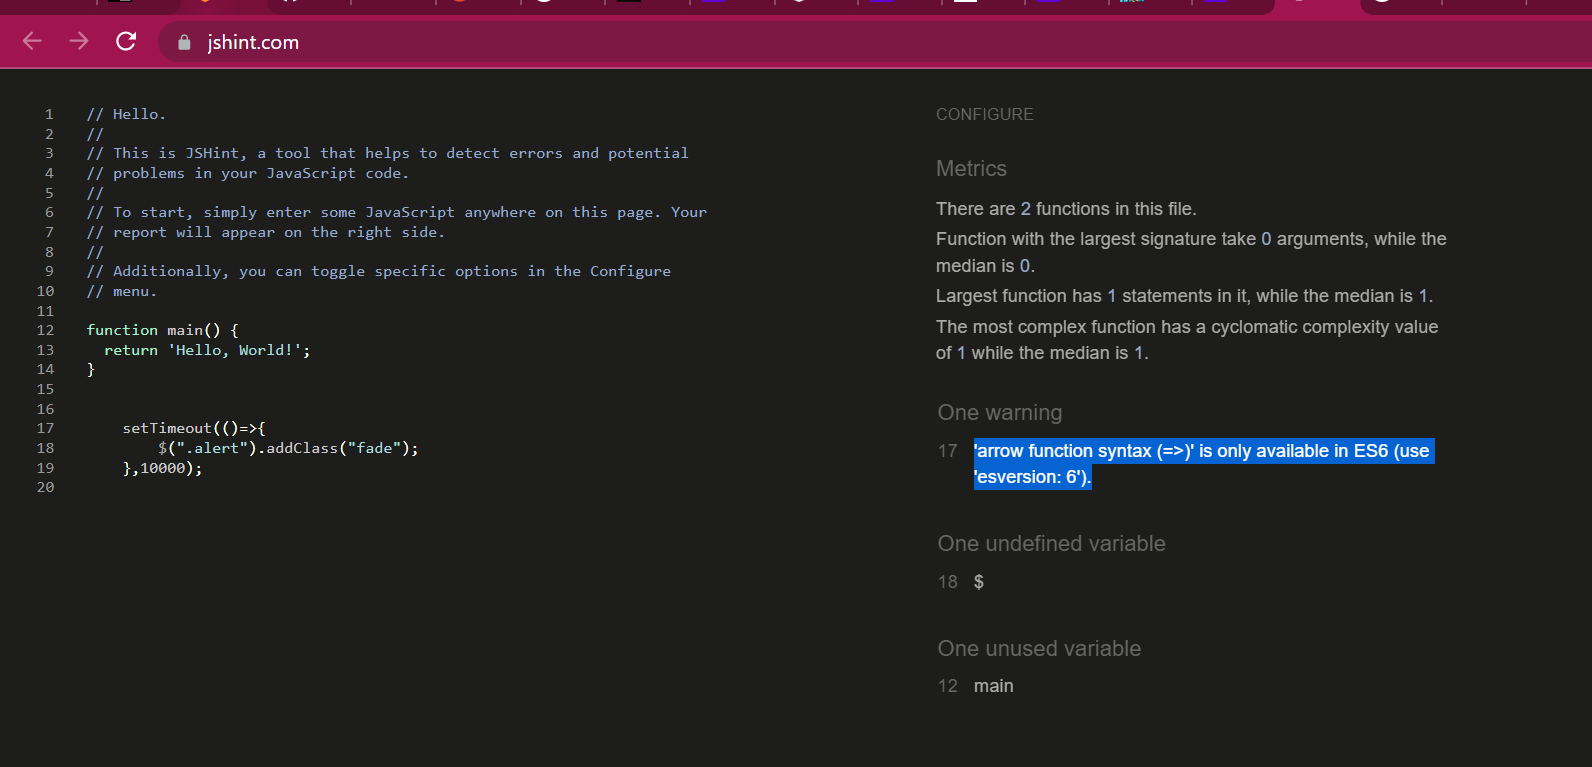 jshint.com
1 // Hello.
2 //
3 // This is JSHint, a tool that helps to detect errors and potential
4 // problems in your JavaScript code.
5 //
6 // To start, simply enter some JavaScript anywhere on this page. Your
7 // report will appear on the right side.
8 //
9 // Additionally, you can toggle specific options in the Configure
10 // menu.
11
12 function main() {
13   return 'Hello, World!';
14 }
15
16
17     setTimeout(()=>{
18         $(".alert").addClass("fade");
19     },10000);
20
CONFIGURE
Metrics
There are 2 functions in this file.
Function with the largest signature take 0 arguments, while the
median is 0.
Largest function has 1 statements in it, while the median is 1.
The most complex function has a cyclomatic complexity value
of 1 while the median is 1.
One warning
17 'arrow function syntax (=>)' is only available in ES6 (use
'esversion: 6').
One undefined variable
18 $
One unused variable
12 main